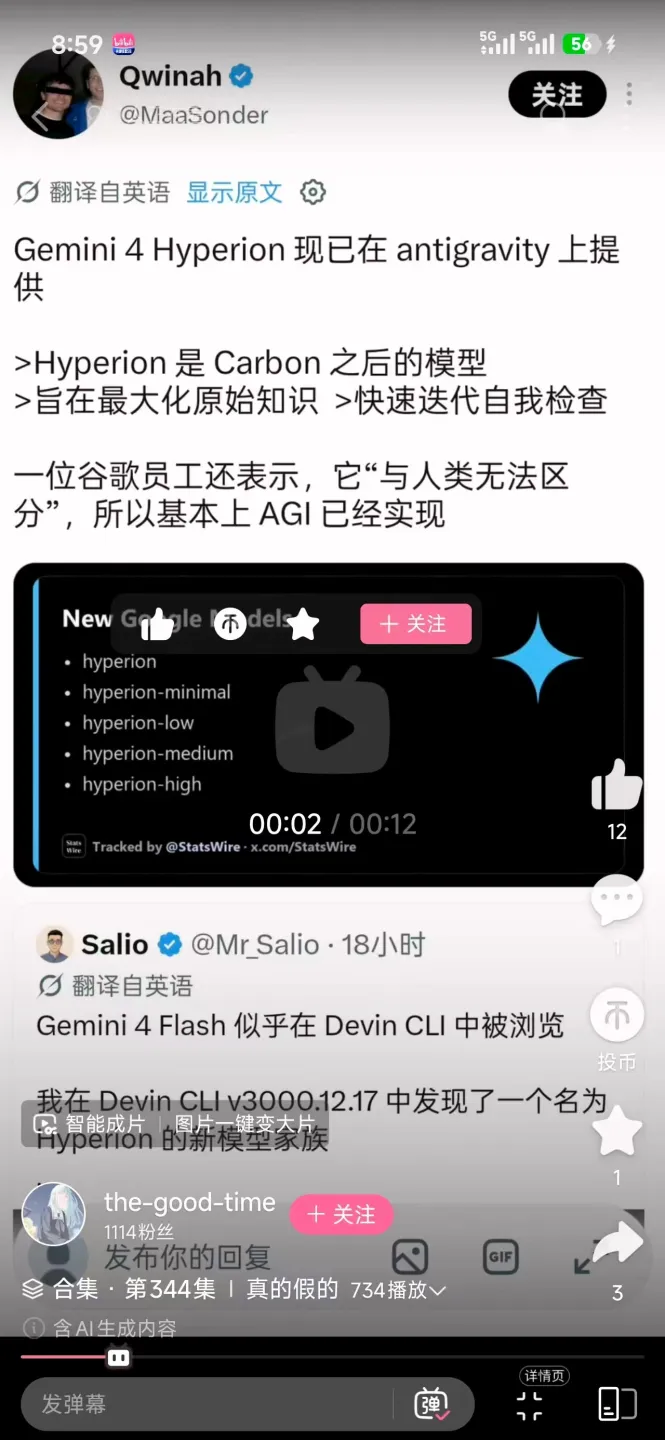 8:59
5G 5G 56
Qwinah
@MaaSonder
关注
翻译自英语 显示原文
Gemini 4 Hyperion 现已在 antigravity 上提
供
>Hyperion 是 Carbon 之后的模型
>旨在最大化原始知识 >快速迭代自我检查
一位谷歌员工还表示，它“与人类无法区
分”，所以基本上 AGI 已经实现
New Google Models
+ 关注
• hyperion
• hyperion-minimal
• hyperion-low
• hyperion-medium
• hyperion-high
00:02 / 00:12
12
Stats Wire
Tracked by @StatsWire · x.com/StatsWire
1
Salio @Mr_Salio · 18小时
翻译自英语
Gemini 4 Flash 似乎在 Devin CLI 中被浏览
投币
我在 Devin CLI v3000.12.17 中发现了一个名为
智能成片 | 图片一键变大片
Hyperion 的新模型家族
1
the-good-time
1114粉丝
+ 关注
发布你的回复
GIF
合集 · 第344集 | 真的假的 734播放
3
含AI生成内容
详情页
发弹幕
弹